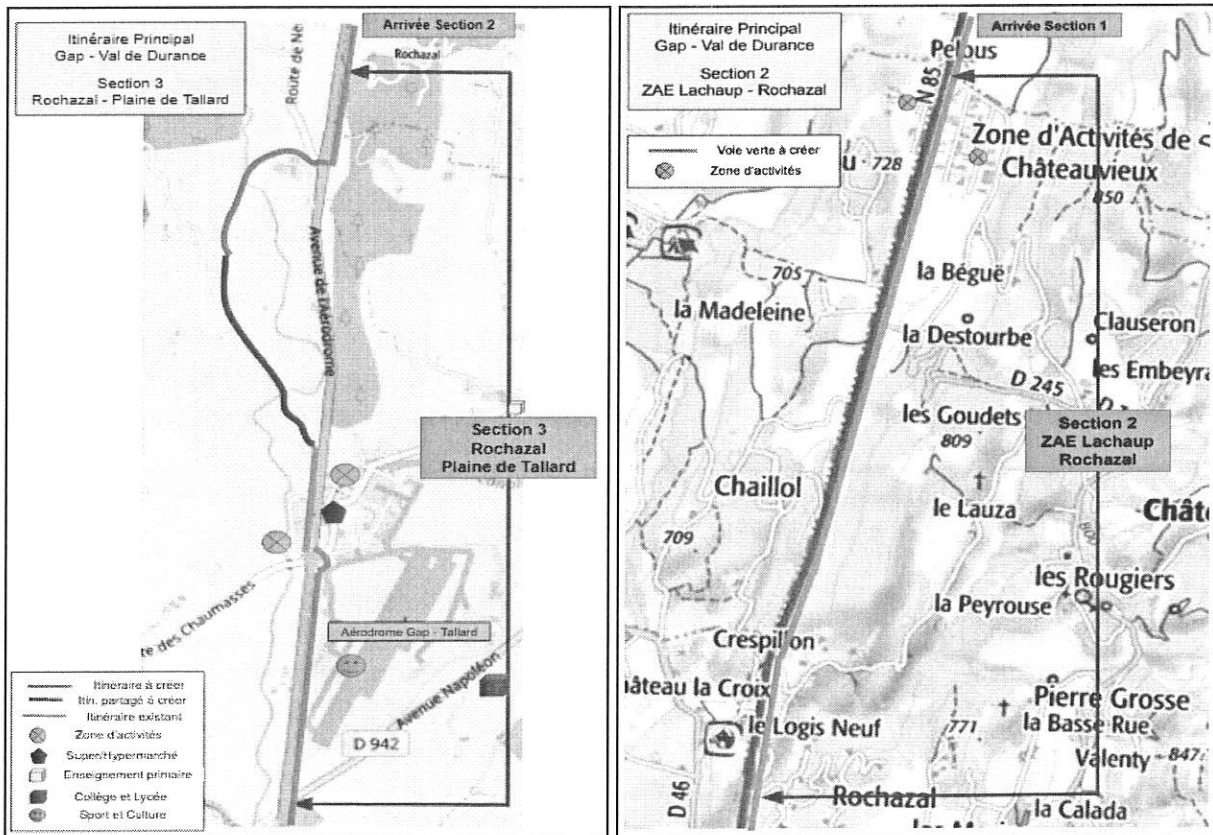 Itinéraire Principal
Gap - Val de Durance
Section 3
Rochazal - Plaine de Tallard
Arrivée Section 2
Rochazal
Avenue de l'Aérodrome
Section 3
Rochazal
Plaine de Tallard
Aérodrome Gap - Tallard
te des Chaumasses
Avenue Napoléon
D 942
Itinéraire à créer
Itin. partagé à créer
Itinéraire existant
Zone d'activités
Super/Hypermarché
Enseignement primaire
Collège et Lycée
Sport et Culture
Itinéraire Principal
Gap - Val de Durance
Section 2
ZAE Lachaup - Rochazal
Arrivée Section 1
Voie verte à créer
Zone d'activités
Pelous
N 85
Zone d'Activités de
Châteauvieux
728
850
705
la Madeleine
la Béguë
la Destourbe
Clauseron
les Embeyra
D 245
les Goudets
809
Section 2
ZAE Lachaup
Rochazal
Chaillol
le Lauza
Chât
709
les Rougiers
la Peyrouse
Crespillon
hâteau la Croix
le Logis Neuf
Pierre Grosse
la Basse Rue
771
Valenty
847
D 46
Rochazal
la Calada